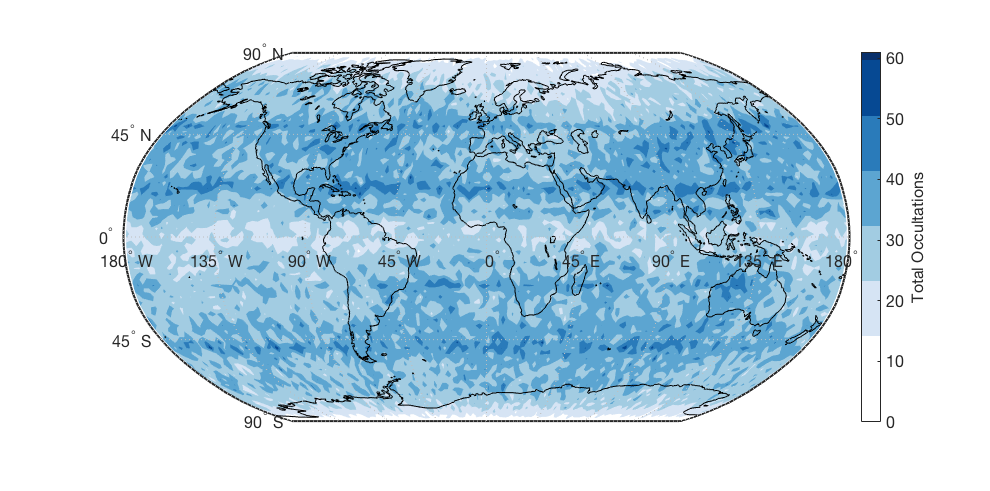 90° N
45° N
0°
180° W
135° W
90° W
45° W
0°
45° E
90° E
135° E
180°
45° S
90° S
60
50
40
30
20
10
0
Total Occultations